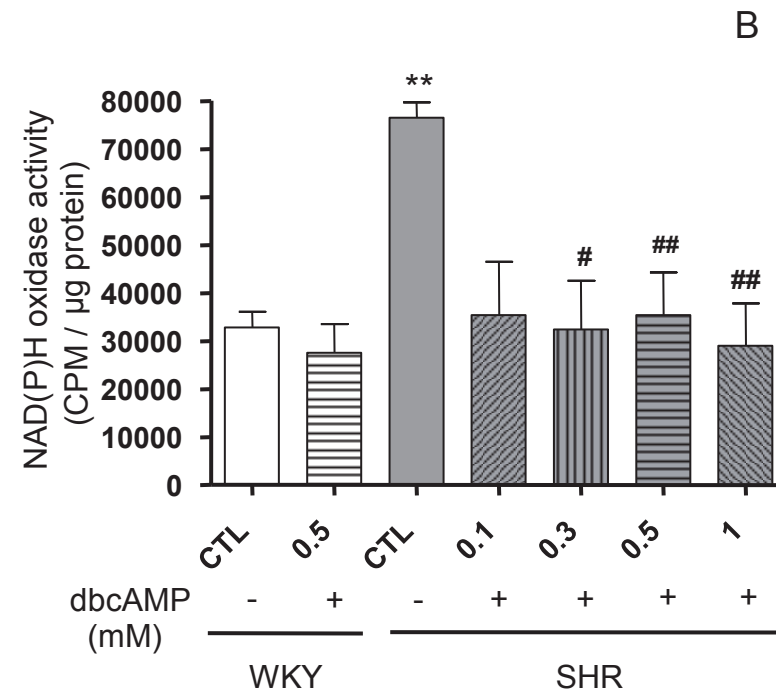 B
NAD(P)H oxidase activity
(CPM / µg protein)
80000
70000
60000
50000
40000
30000
20000
10000
0
**
#
##
##
CTL 0.5 CTL 0.1 0.3 0.5 1
dbcAMP - + - + + + +
(mM)
WKY SHR